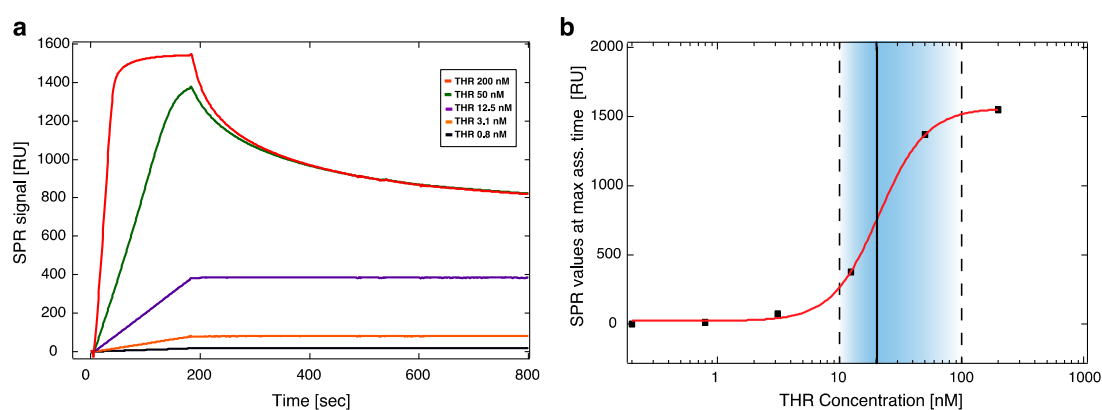 a
1600
1400
1200
1000
800
600
400
200
0
SPR signal [RU]
THR 200 nM
THR 50 nM
THR 12.5 nM
THR 3.1 nM
THR 0.8 nM
0
200
400
600
800
Time [sec]
b
2000
1500
1000
500
0
SPR values at max ass. time [RU]
1
10
100
1000
THR Concentration [nM]